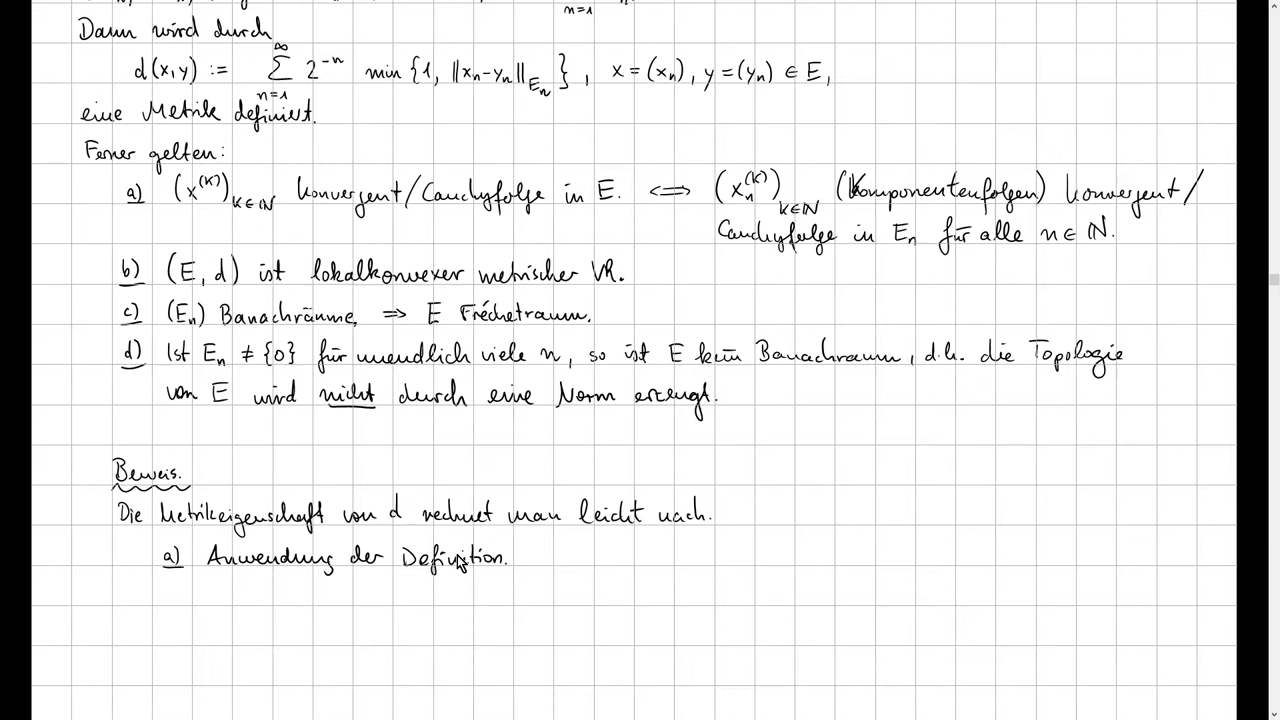 n=1
Dann wird durch
d(x,y) := ∑_{n=1}^{∞} 2^{-n} min {1, ||x_n-y_n||_{E_n}}, x=(x_n), y=(y_n) ∈ E,
eine Metrik definiert.
Ferner gelten:
a) (x^{(k)})_{k∈ℕ} konvergent/Cauchyfolge in E. ⟺ (x_n^{(k)})_{k∈ℕ} (Komponentenfolgen) konvergent/
Cauchyfolge in E_n für alle n∈ℕ.
b) (E,d) ist lokalkonvexer metrischer VR.
c) (E_n) Banachräume, ⟹ E Fréchetraum.
d) Ist E_n ≠ {0} für unendlich viele n, so ist E kein Banachraum, d.h. die Topologie
von E wird nicht durch eine Norm erzeugt.
Beweis.
Die Metrikeigenschaft von d rechnet man leicht nach.
a) Anwendung der Definition.